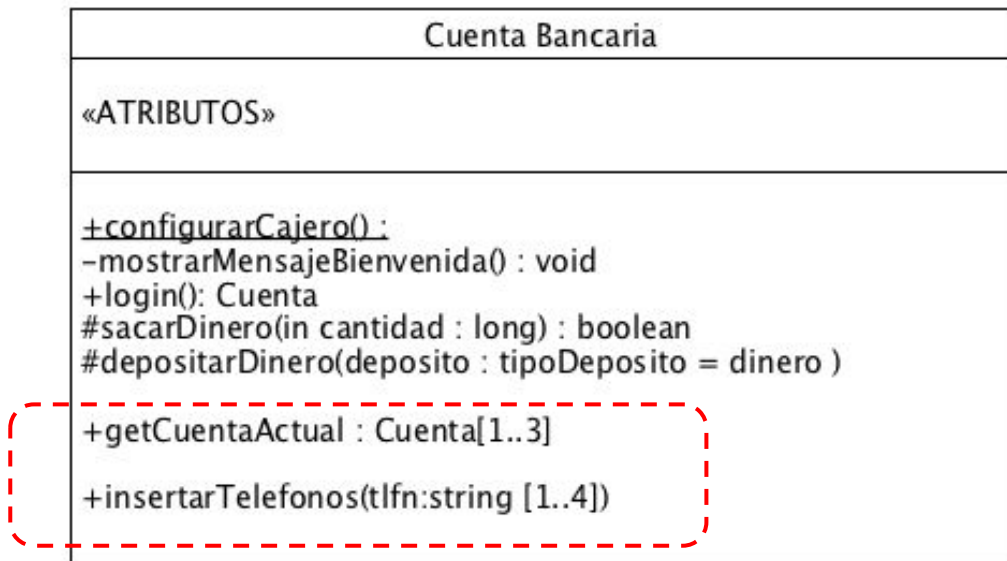 Cuenta Bancaria
«ATRIBUTOS»
+configurarCajero() :
-mostrarMensajeBienvenida() : void
+login(): Cuenta
#sacarDinero(in cantidad : long) : boolean
#depositarDinero(deposito : tipoDeposito = dinero )
+getCuentaActual : Cuenta[1..3]
+insertarTelefonos(tlfn:string [1..4])